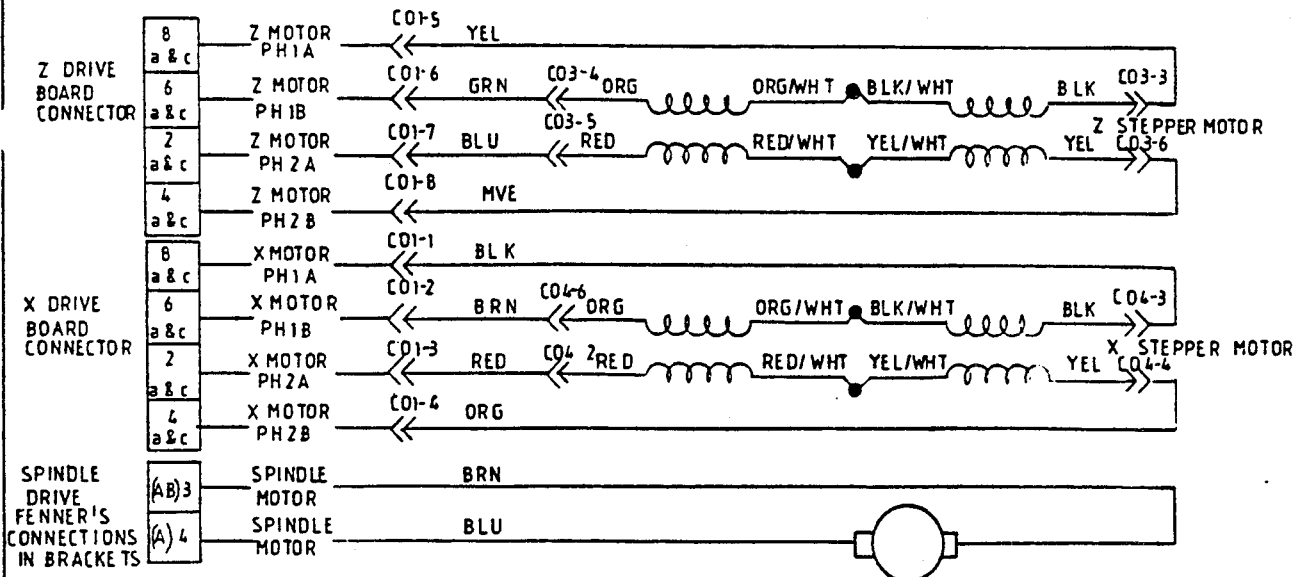 Z DRIVE
BOARD
CONNECTOR
8
a & c
Z MOTOR
PH1A
C01-5
YEL
6
a & c
Z MOTOR
PH1B
C01-6
GRN
C03-4
ORG
ORG/WHT
BLK/WHT
BLK
C03-3
2
a & c
Z MOTOR
PH2A
C01-7
BLU
C03-5
RED
RED/WHT
YEL/WHT
YEL
C03-6
Z STEPPER MOTOR
4
a & c
Z MOTOR
PH2B
C01-8
MVE
X DRIVE
BOARD
CONNECTOR
8
a & c
X MOTOR
PH1A
C01-1
BLK
6
a & c
X MOTOR
PH1B
C01-2
BRN
C04-6
ORG
ORG/WHT
BLK/WHT
BLK
C04-3
2
a & c
X MOTOR
PH2A
C01-3
RED
C04 2
RED
RED/WHT
YEL/WHT
YEL
C04-4
X STEPPER MOTOR
4
a & c
X MOTOR
PH2B
C01-4
ORG
SPINDLE
DRIVE
FENNER'S
CONNECTIONS
IN BRACKETS
(AB) 3
SPINDLE
MOTOR
BRN
(A) 4
SPINDLE
MOTOR
BLU